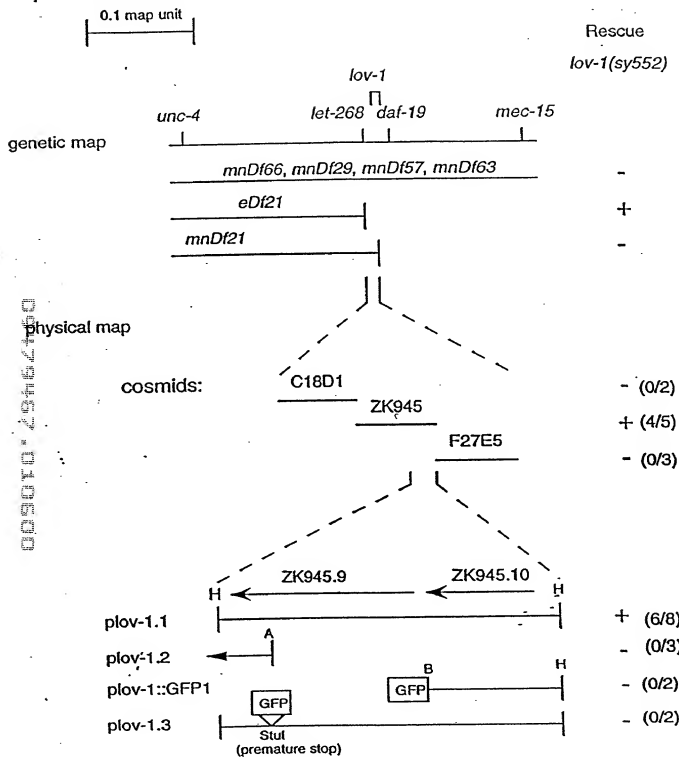 0.1 map unit
Rescue
lov-1(sy552)
lov-1
unc-4 let-268 daf-19 mec-15
genetic map
mnDf66, mnDf29, mnDf57, mnDf63 -
eDf21 +
mnDf21 -
physical map
cosmids:
C18D1 - (0/2)
ZK945 + (4/5)
F27E5 - (0/3)
ZK945.9 ZK945.10
H H
plov-1.1 + (6/8)
A
plov-1.2 - (0/3)
B H
plov-1::GFP1 GFP - (0/2)
GFP
plov-1.3 - (0/2)
StuI
(premature stop)